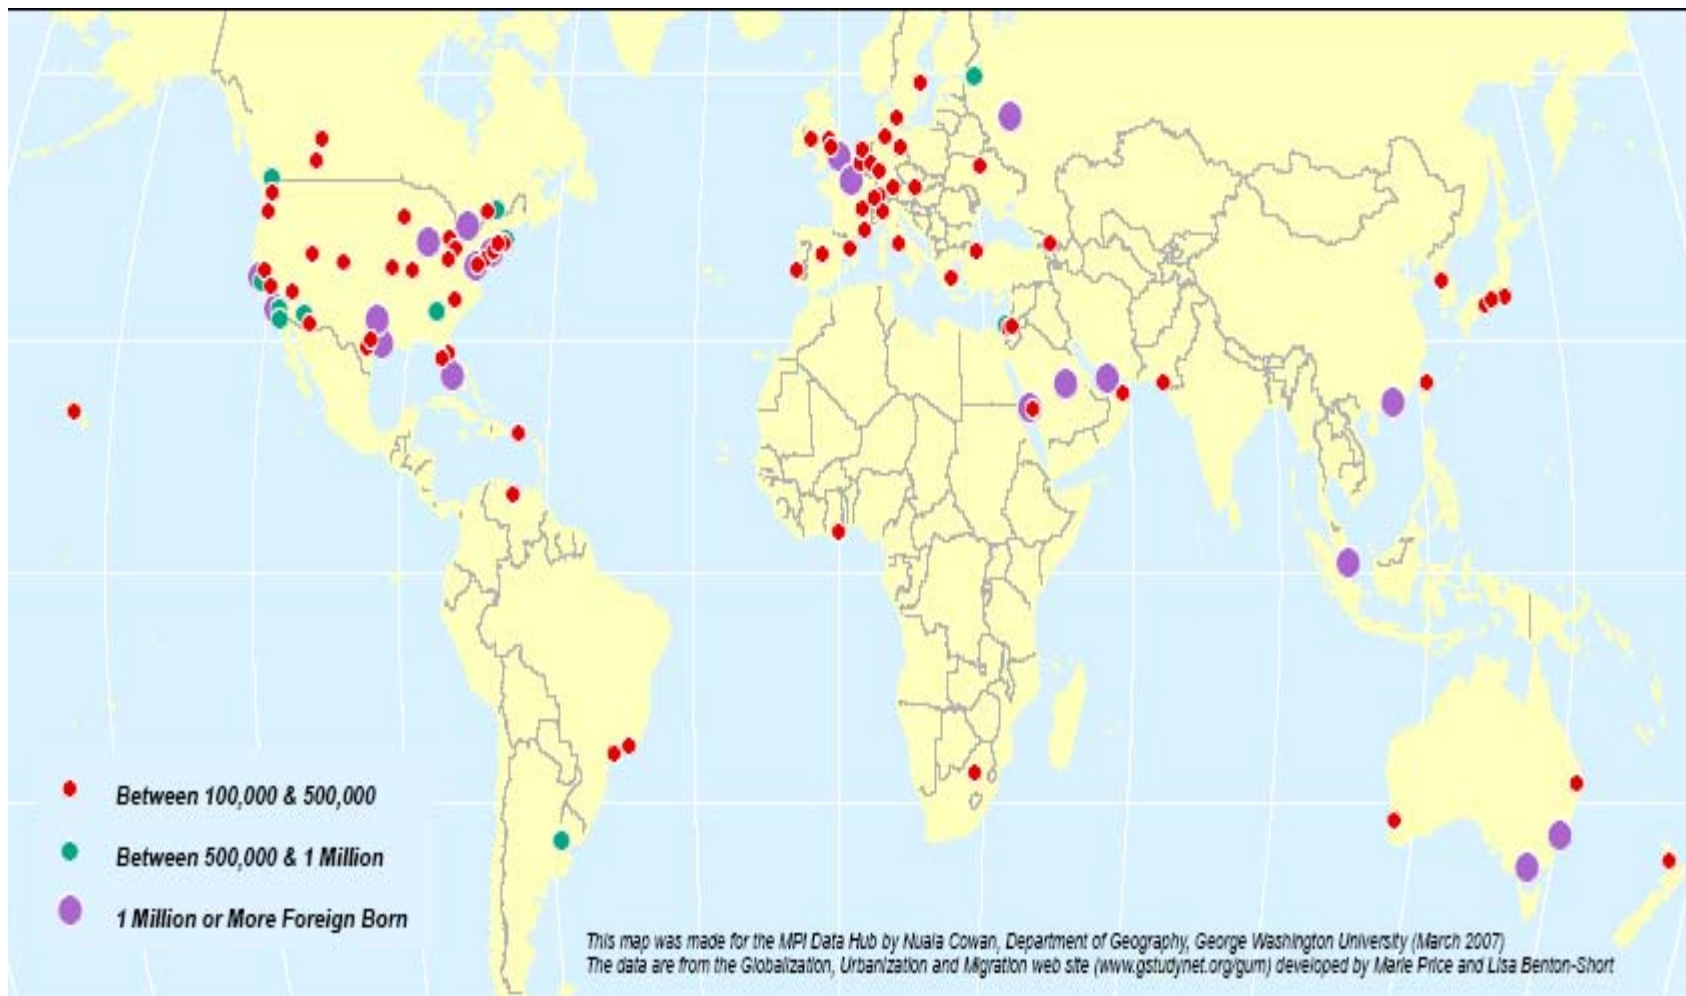 Between 100,000 & 500,000
Between 500,000 & 1 Million
1 Million or More Foreign Born
This map was made for the MPI Data Hub by Nuala Cowan, Department of Geography, George Washington University (March 2007)
The data are from the Globalization, Urbanization and Migration web site (www.gstudynet.org/gum) developed by Marie Price and Lisa Benton-Short